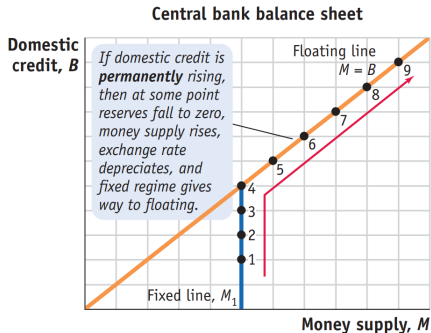 Central bank balance sheet
Domestic
credit, B
If domestic credit is
permanently rising,
then at some point
reserves fall to zero,
money supply rises,
exchange rate
depreciates, and
fixed regime gives
way to floating.
Floating line
M = B
9
8
7
6
5
4
3
2
1
Fixed line, M1
Money supply, M